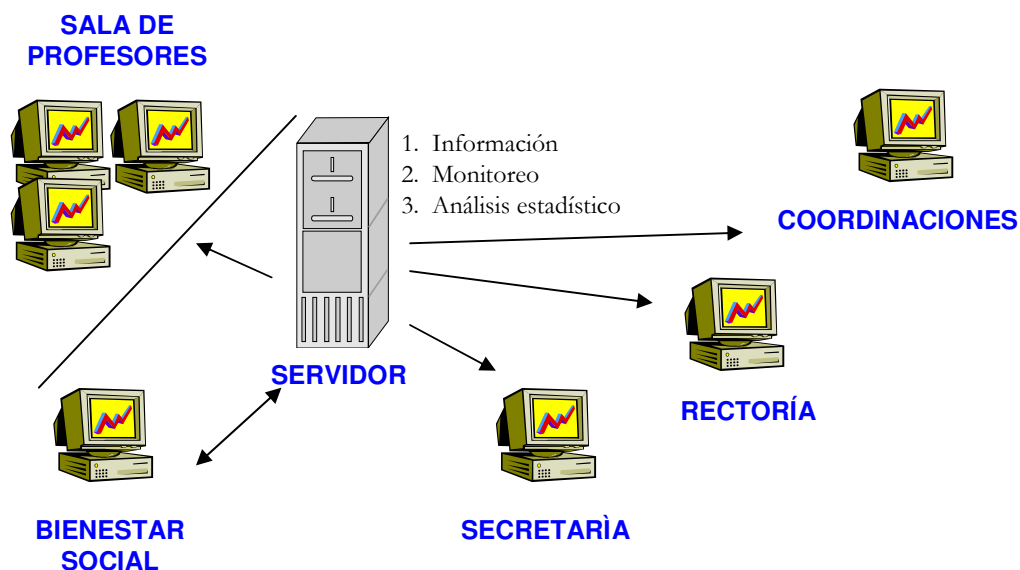 SALA DE
PROFESORES
1. Información
2. Monitoreo
3. Análisis estadístico
COORDINACIONES
SERVIDOR
RECTORÍA
BIENESTAR
SOCIAL
SECRETARÌA